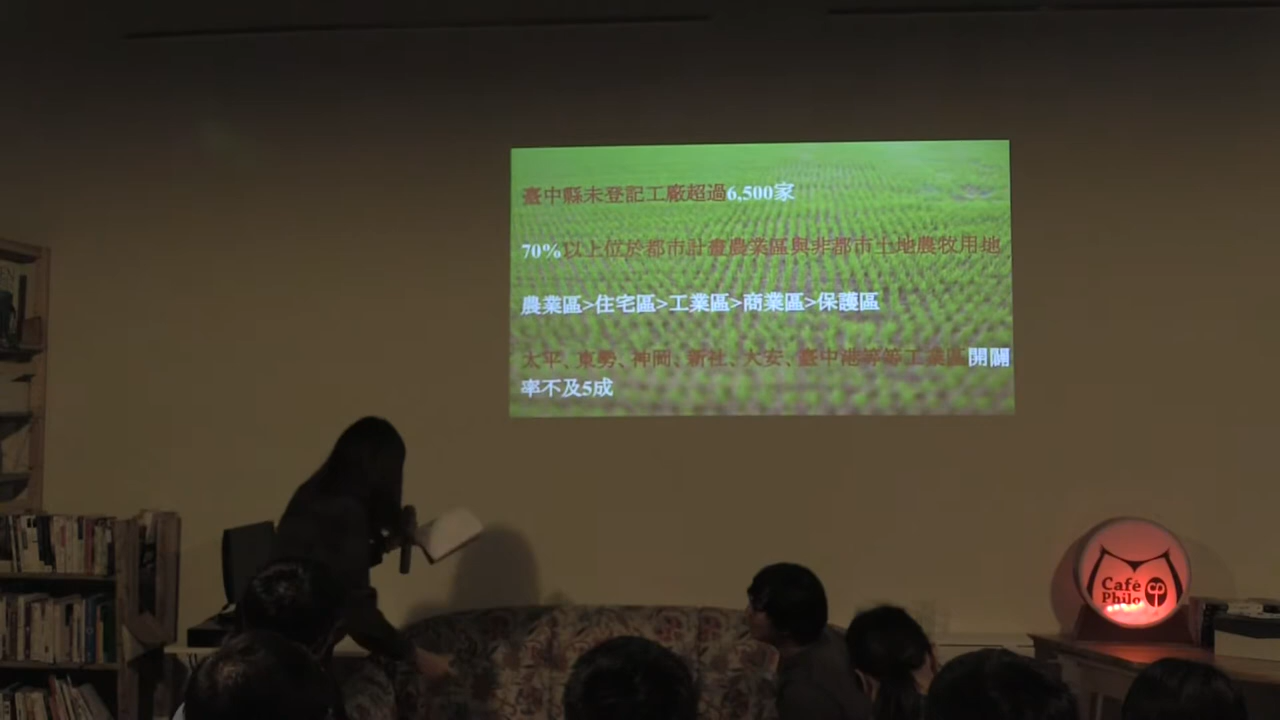 臺中縣未登記工廠超過6,500家
70%以上位於都市計畫農業區與非都市土地農牧用地
農業區>住宅區>工業區>商業區>保護區
太平、東勢、神岡、新社、大安、臺中港等等工業區開闢
率不及5成
Café
Philo
CP